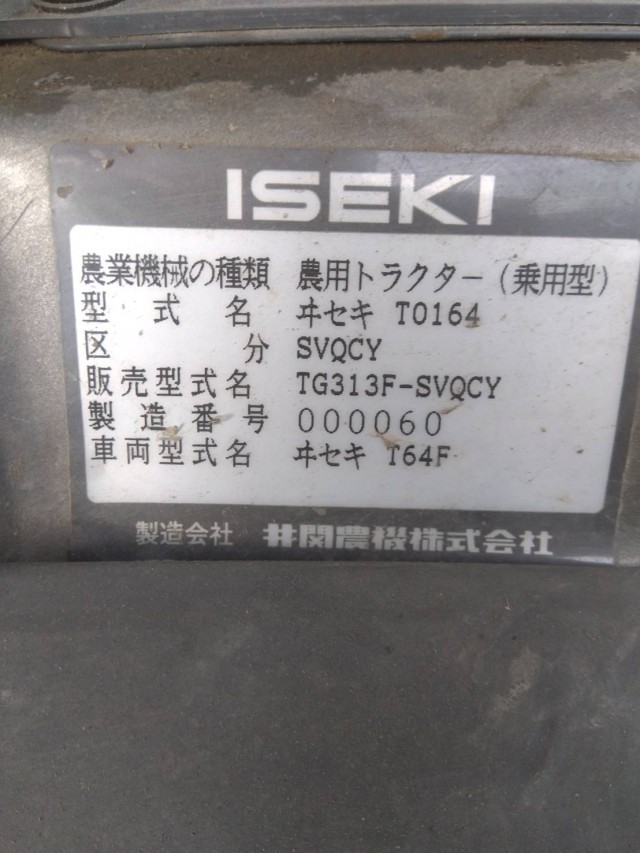 ISEKI
農業機械の種類 農用トラクター(乗用型)
型式名 ヰセキ T0164
区分 SVQCY
販売型式名 TG313F-SVQCY
製造番号 000060
車両型式名 ヰセキ T64F
製造会社 井関農機株式会社